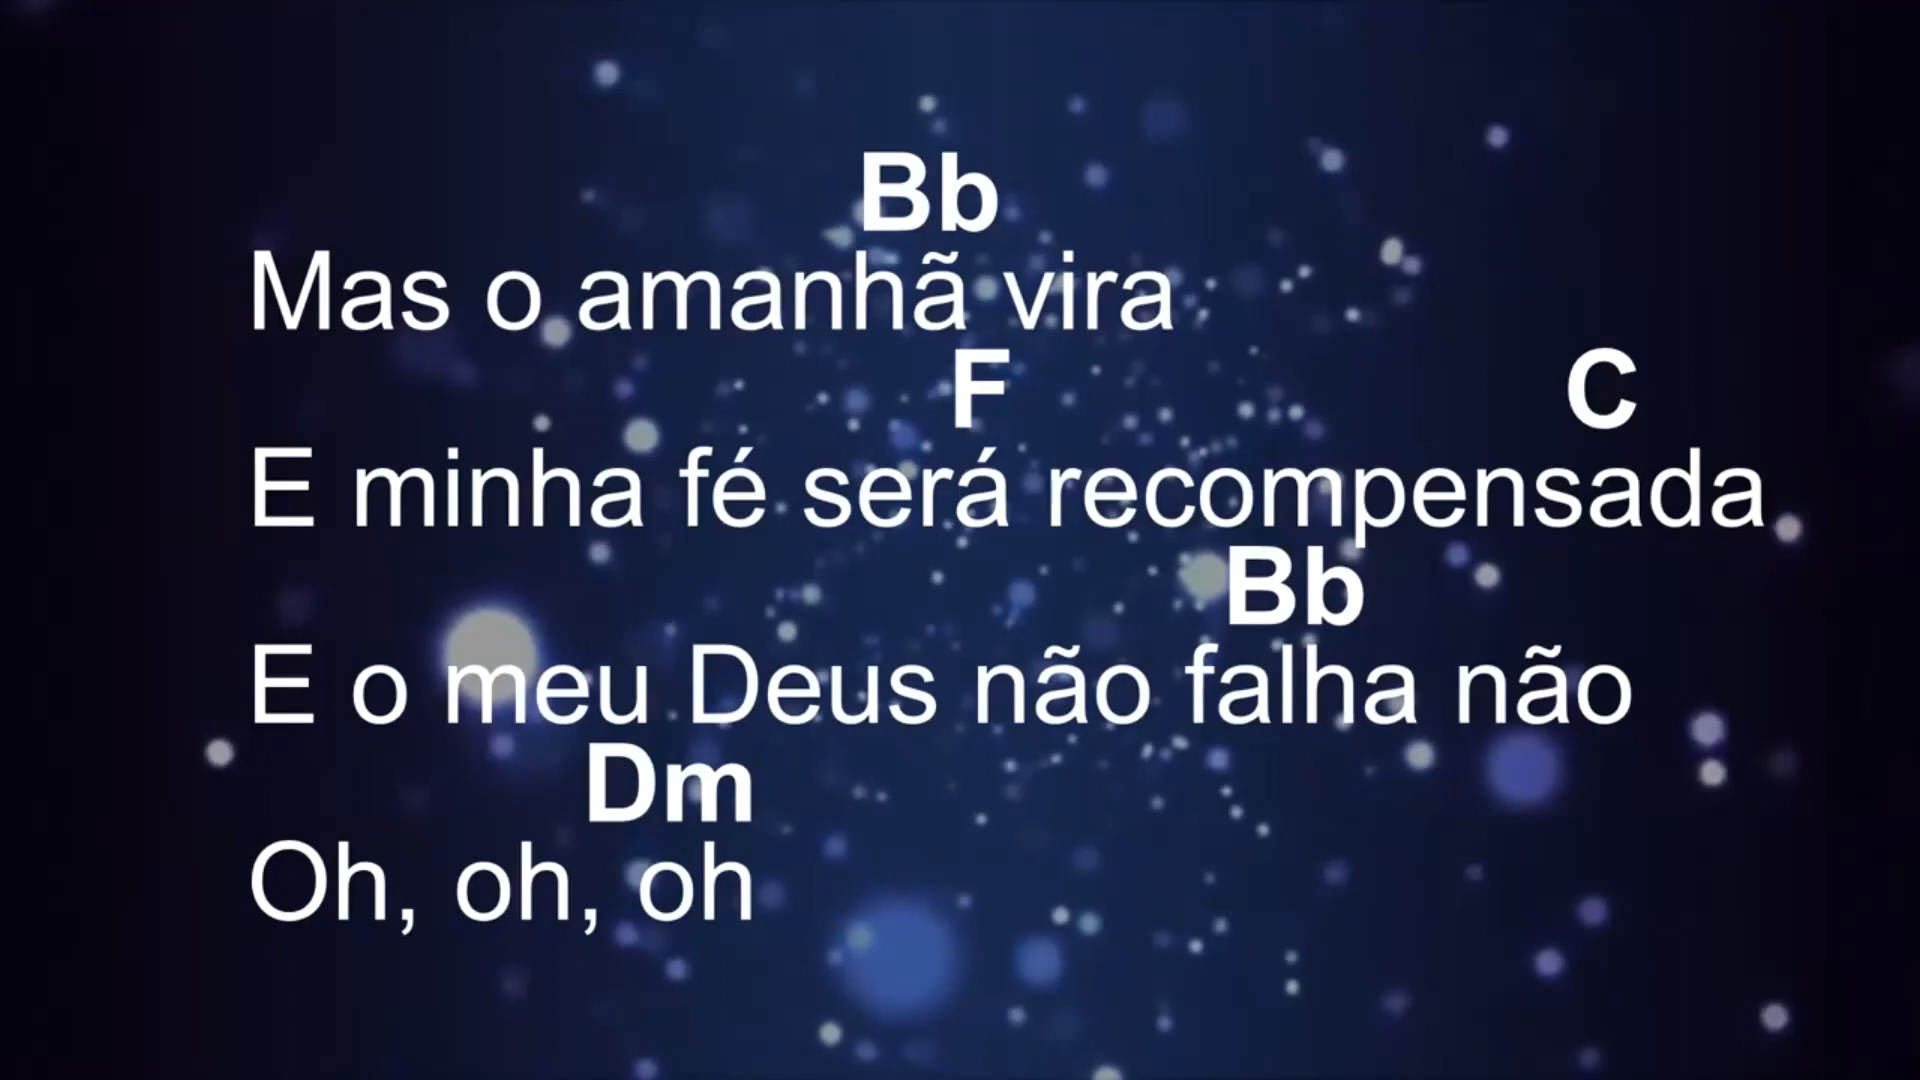 Bb
Mas o amanhã vira
F C
E minha fé será recompensada
Bb
E o meu Deus não falha não
Dm
Oh, oh, oh